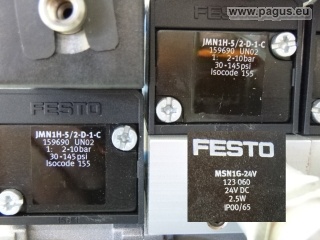 www.pagus.eu
FESTO
JMN1H-5/2-D-1-C
159690 UN02
1: 2-10bar
30-145psi
Isocode 155
FESTO
JMN1H-5/2-D-1-C
159690 UN02
1: 2-10bar
30-145psi
Isocode 155
FESTO
MSN1G-24V
123 060
24V DC
2.5W
IP00/65